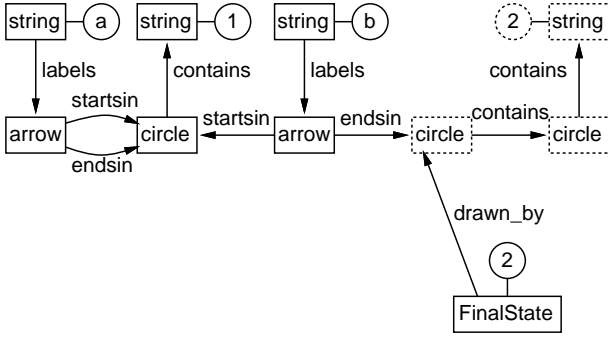 string a string 1 string b 2 string
labels contains labels contains
startsin
arrow circle startsin arrow endsin circle contains circle
endsin
drawn_by
2
FinalState